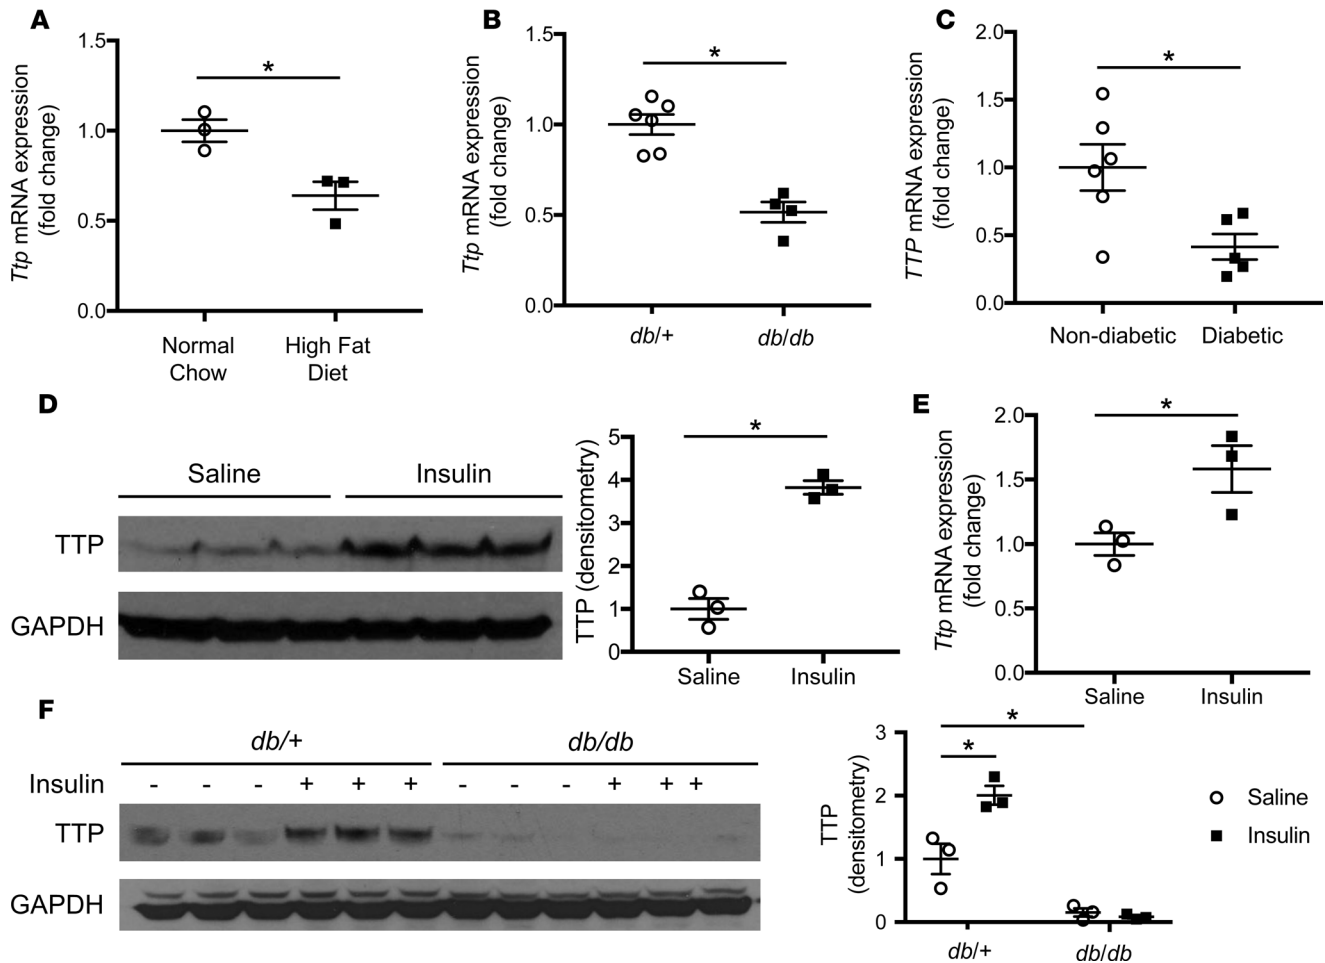 A
Ttp mRNA expression
(fold change)
1.5
1.0
0.5
0.0
*
Normal
Chow
High Fat
Diet
B
Ttp mRNA expression
(fold change)
1.5
1.0
0.5
0.0
*
db/+
db/db
C
TTP mRNA expression
(fold change)
2.0
1.5
1.0
0.5
0.0
*
Non-diabetic
Diabetic
D
Saline
Insulin
TTP
GAPDH
TTP (densitometry)
5
4
3
2
1
0
*
Saline
Insulin
E
Ttp mRNA expression
(fold change)
2.0
1.5
1.0
0.5
0.0
*
Saline
Insulin
F
db/+
db/db
Insulin - - - + + + - - - + + +
TTP
GAPDH
TTP
(densitometry)
3
2
1
0
*
*
db/+
db/db
Saline
Insulin